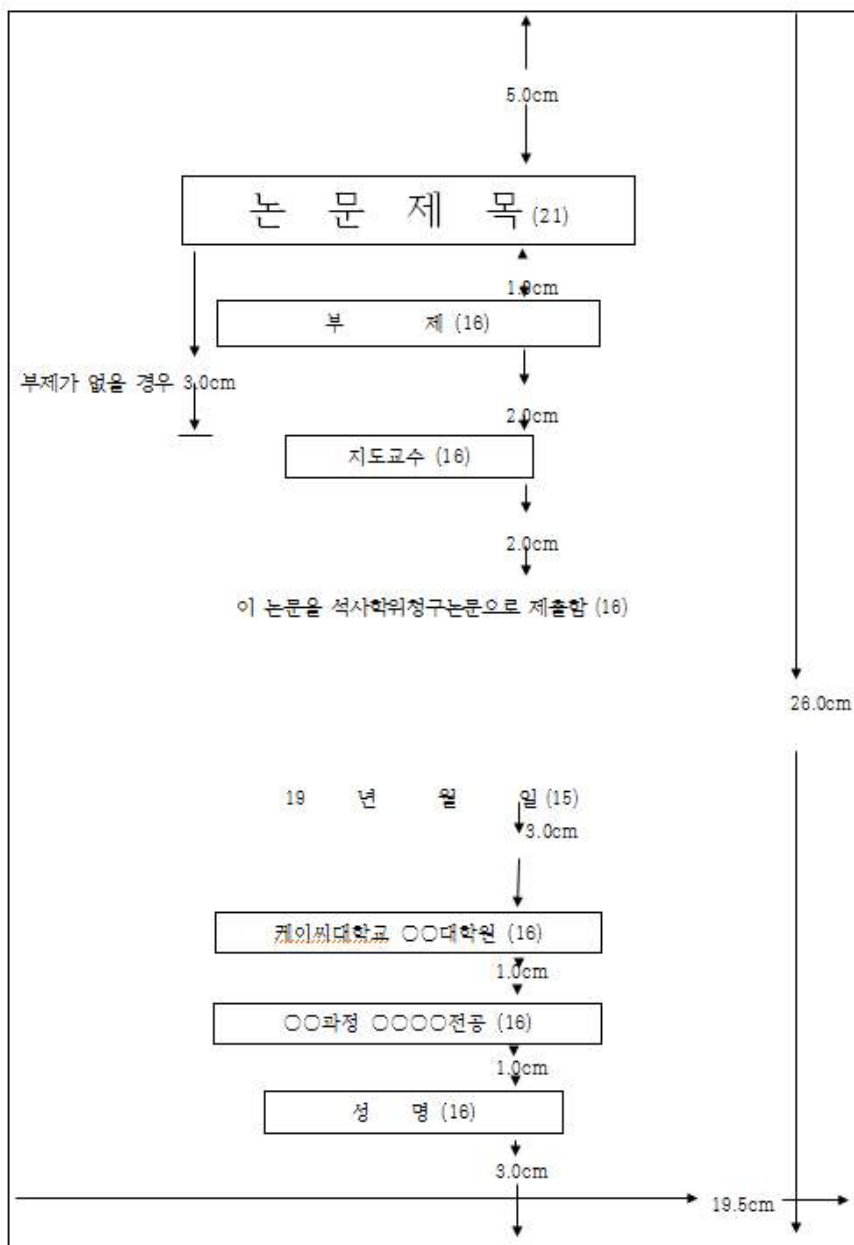 5.0cm
논 문 제 목 (21)
1.0cm
부 제 (16)
부제가 없을 경우 3.0cm
2.0cm
지도교수 (16)
2.0cm
이 논문을 석사학위청구논문으로 제출함 (16)
26.0cm
19 년 월 일 (15)
3.0cm
케이씨대학교 ○○대학원 (16)
1.0cm
○○과정 ○○○○전공 (16)
1.0cm
성 명 (16)
3.0cm
19.5cm